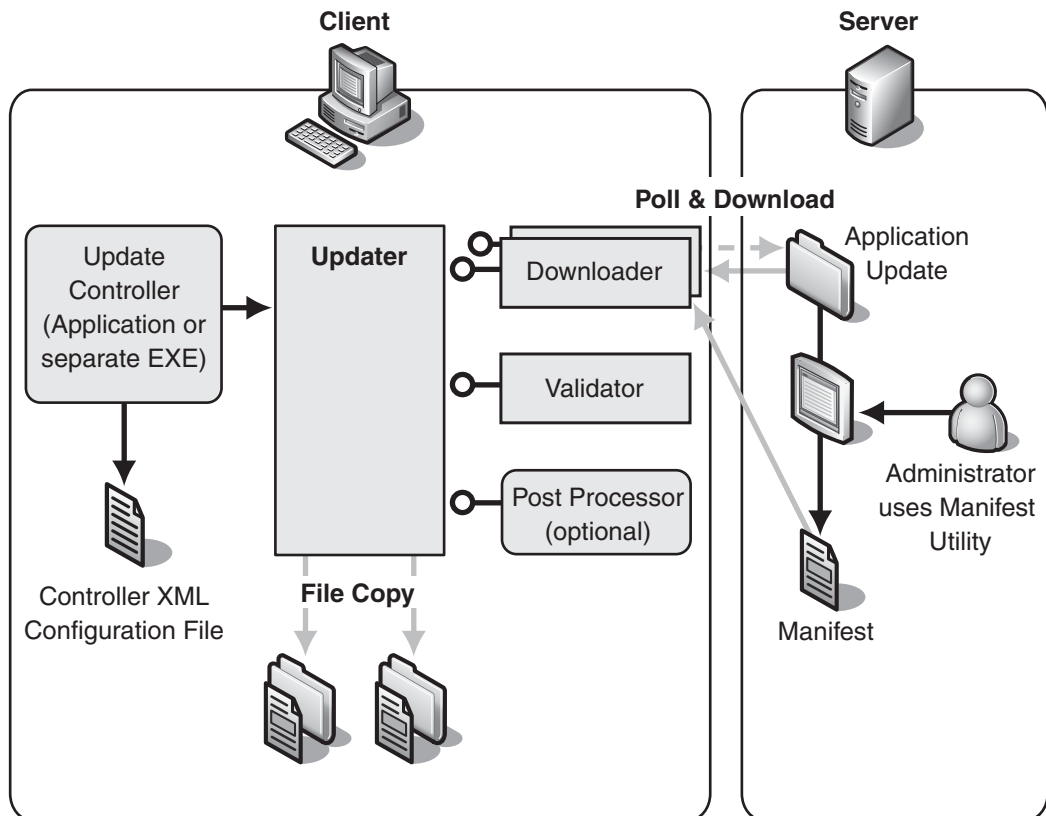 Client
Server
Poll & Download
Update
Controller
(Application or
separate EXE)
Updater
Downloader
Application
Update
Validator
Post Processor
(optional)
Administrator
uses Manifest
Utility
Controller XML
Configuration File
File Copy
Manifest